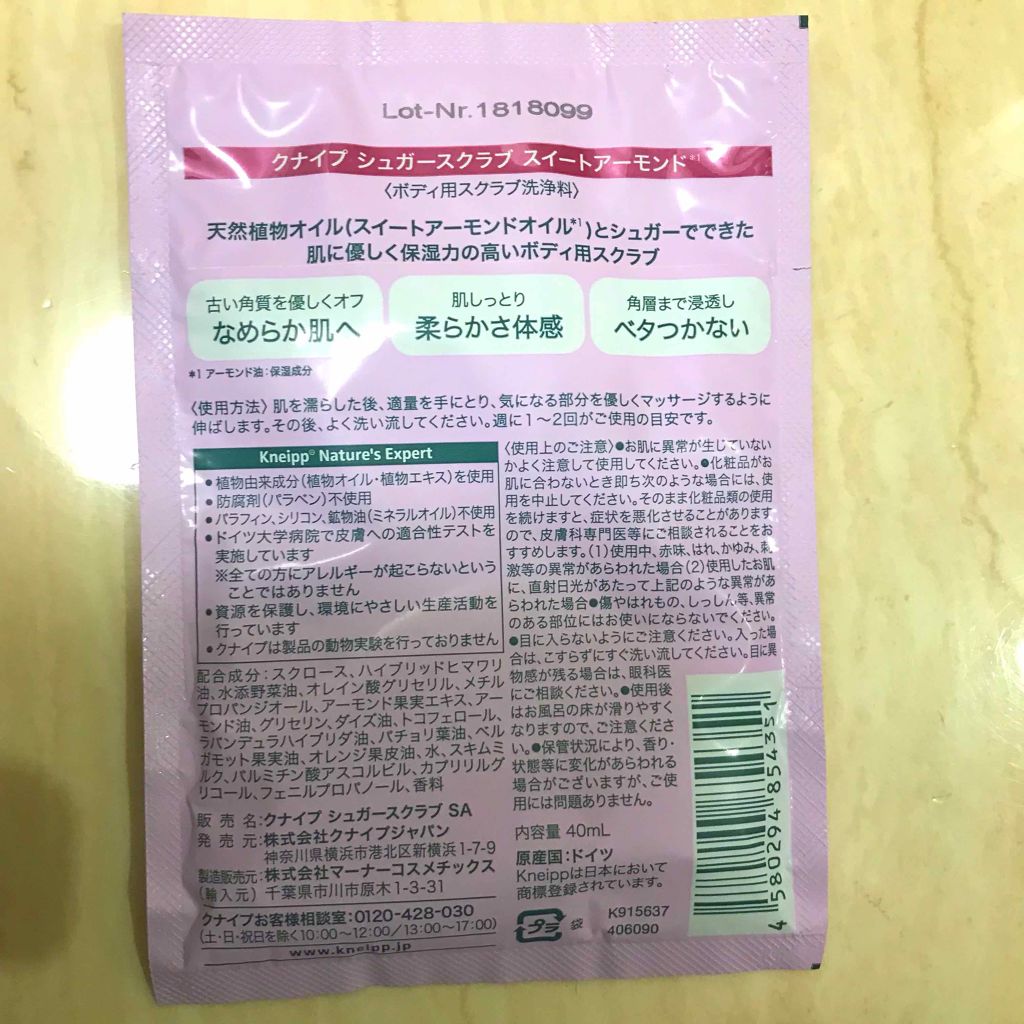 Lot-Nr.1818099
クナイプ シュガースクラブ スイートアーモンド*1
〈ボディ用スクラブ洗浄料〉
天然植物オイル(スイートアーモンドオイル*1)とシュガーでできた
肌に優しく保湿力の高いボディ用スクラブ
古い角質を優しくオフ
なめらか肌へ
肌しっとり
柔らかさ体感
角層まで浸透し
ベタつかない
*1 アーモンド油:保湿成分
〈使用方法〉肌を濡らした後、適量を手にとり、気になる部分を優しくマッサージするように
伸ばします。その後、よく洗い流してください。週に1〜2回がご使用の目安です。
Kneipp® Nature's Expert
●植物由来成分(植物オイル・植物エキス)を使用
●防腐剤(パラベン)不使用
●パラフィン、シリコン、鉱物油(ミネラルオイル)不使用
●ドイツ大学病院で皮膚への適合性テストを
実施しています
※全ての方にアレルギーが起こらないという
ことではありません
●資源を保護し、環境にやさしい生産活動を
行っています
●クナイプは製品の動物実験を行っておりません
〈使用上のご注意〉●お肌に異常が生じていない
かよく注意して使用してください。●化粧品がお
肌に合わないとき即ち次のような場合には、使
用を中止してください。そのまま化粧品類の使用
を続けますと、症状を悪化させることがあります
ので、皮膚科専門医等にご相談されることをお
すすめします。(1)使用中、赤味、はれ、かゆみ、刺
激等の異常があらわれた場合(2)使用したお肌
に、直射日光があたって上記のような異常があ
らわれた場合●傷やはれもの、しっしん等、異常
のある部位にはお使いにならないでください。
●目に入らないようにご注意ください。入った場
合は、こすらずにすぐ洗い流してください。目に異
物感が残る場合は、眼科医
にご相談ください。●使用後
はお風呂の床が滑りやすく
なりますので、ご注意くださ
い。●保管状況により、香り・
状態等に変化があらわれる
場合がございますが、ご使
用には問題ありません。
配合成分:スクロース、ハイブリッドヒマワリ
油、水添野菜油、オレイン酸グリセリル、メチル
プロパンジオール、アーモンド果実エキス、アー
モンド油、グリセリン、ダイズ油、トコフェロール、
ラバンデュラハイブリダ油、パチョリ葉油、ベル
ガモット果実油、オレンジ果皮油、水、スキムミ
ルク、パルミチン酸アスコルビル、カプリリルグ
リコール、フェニルプロパノール、香料
販売名:クナイプ シュガースクラブ SA
発売元:株式会社クナイプジャパン
神奈川県横浜市港北区新横浜1-7-9
製造販売元:株式会社マーナーコスメチックス
(輸入元) 千葉県市川市原木1-3-31
クナイプお客様相談室:0120-428-030
(土・日・祝日を除く10:00〜12:00/13:00〜17:00)
www.kneipp.jp
内容量 40mL
原産国:ドイツ
Kneippは日本において
商標登録されています。
プラ
袋
K915637
406090
4 580294 854351